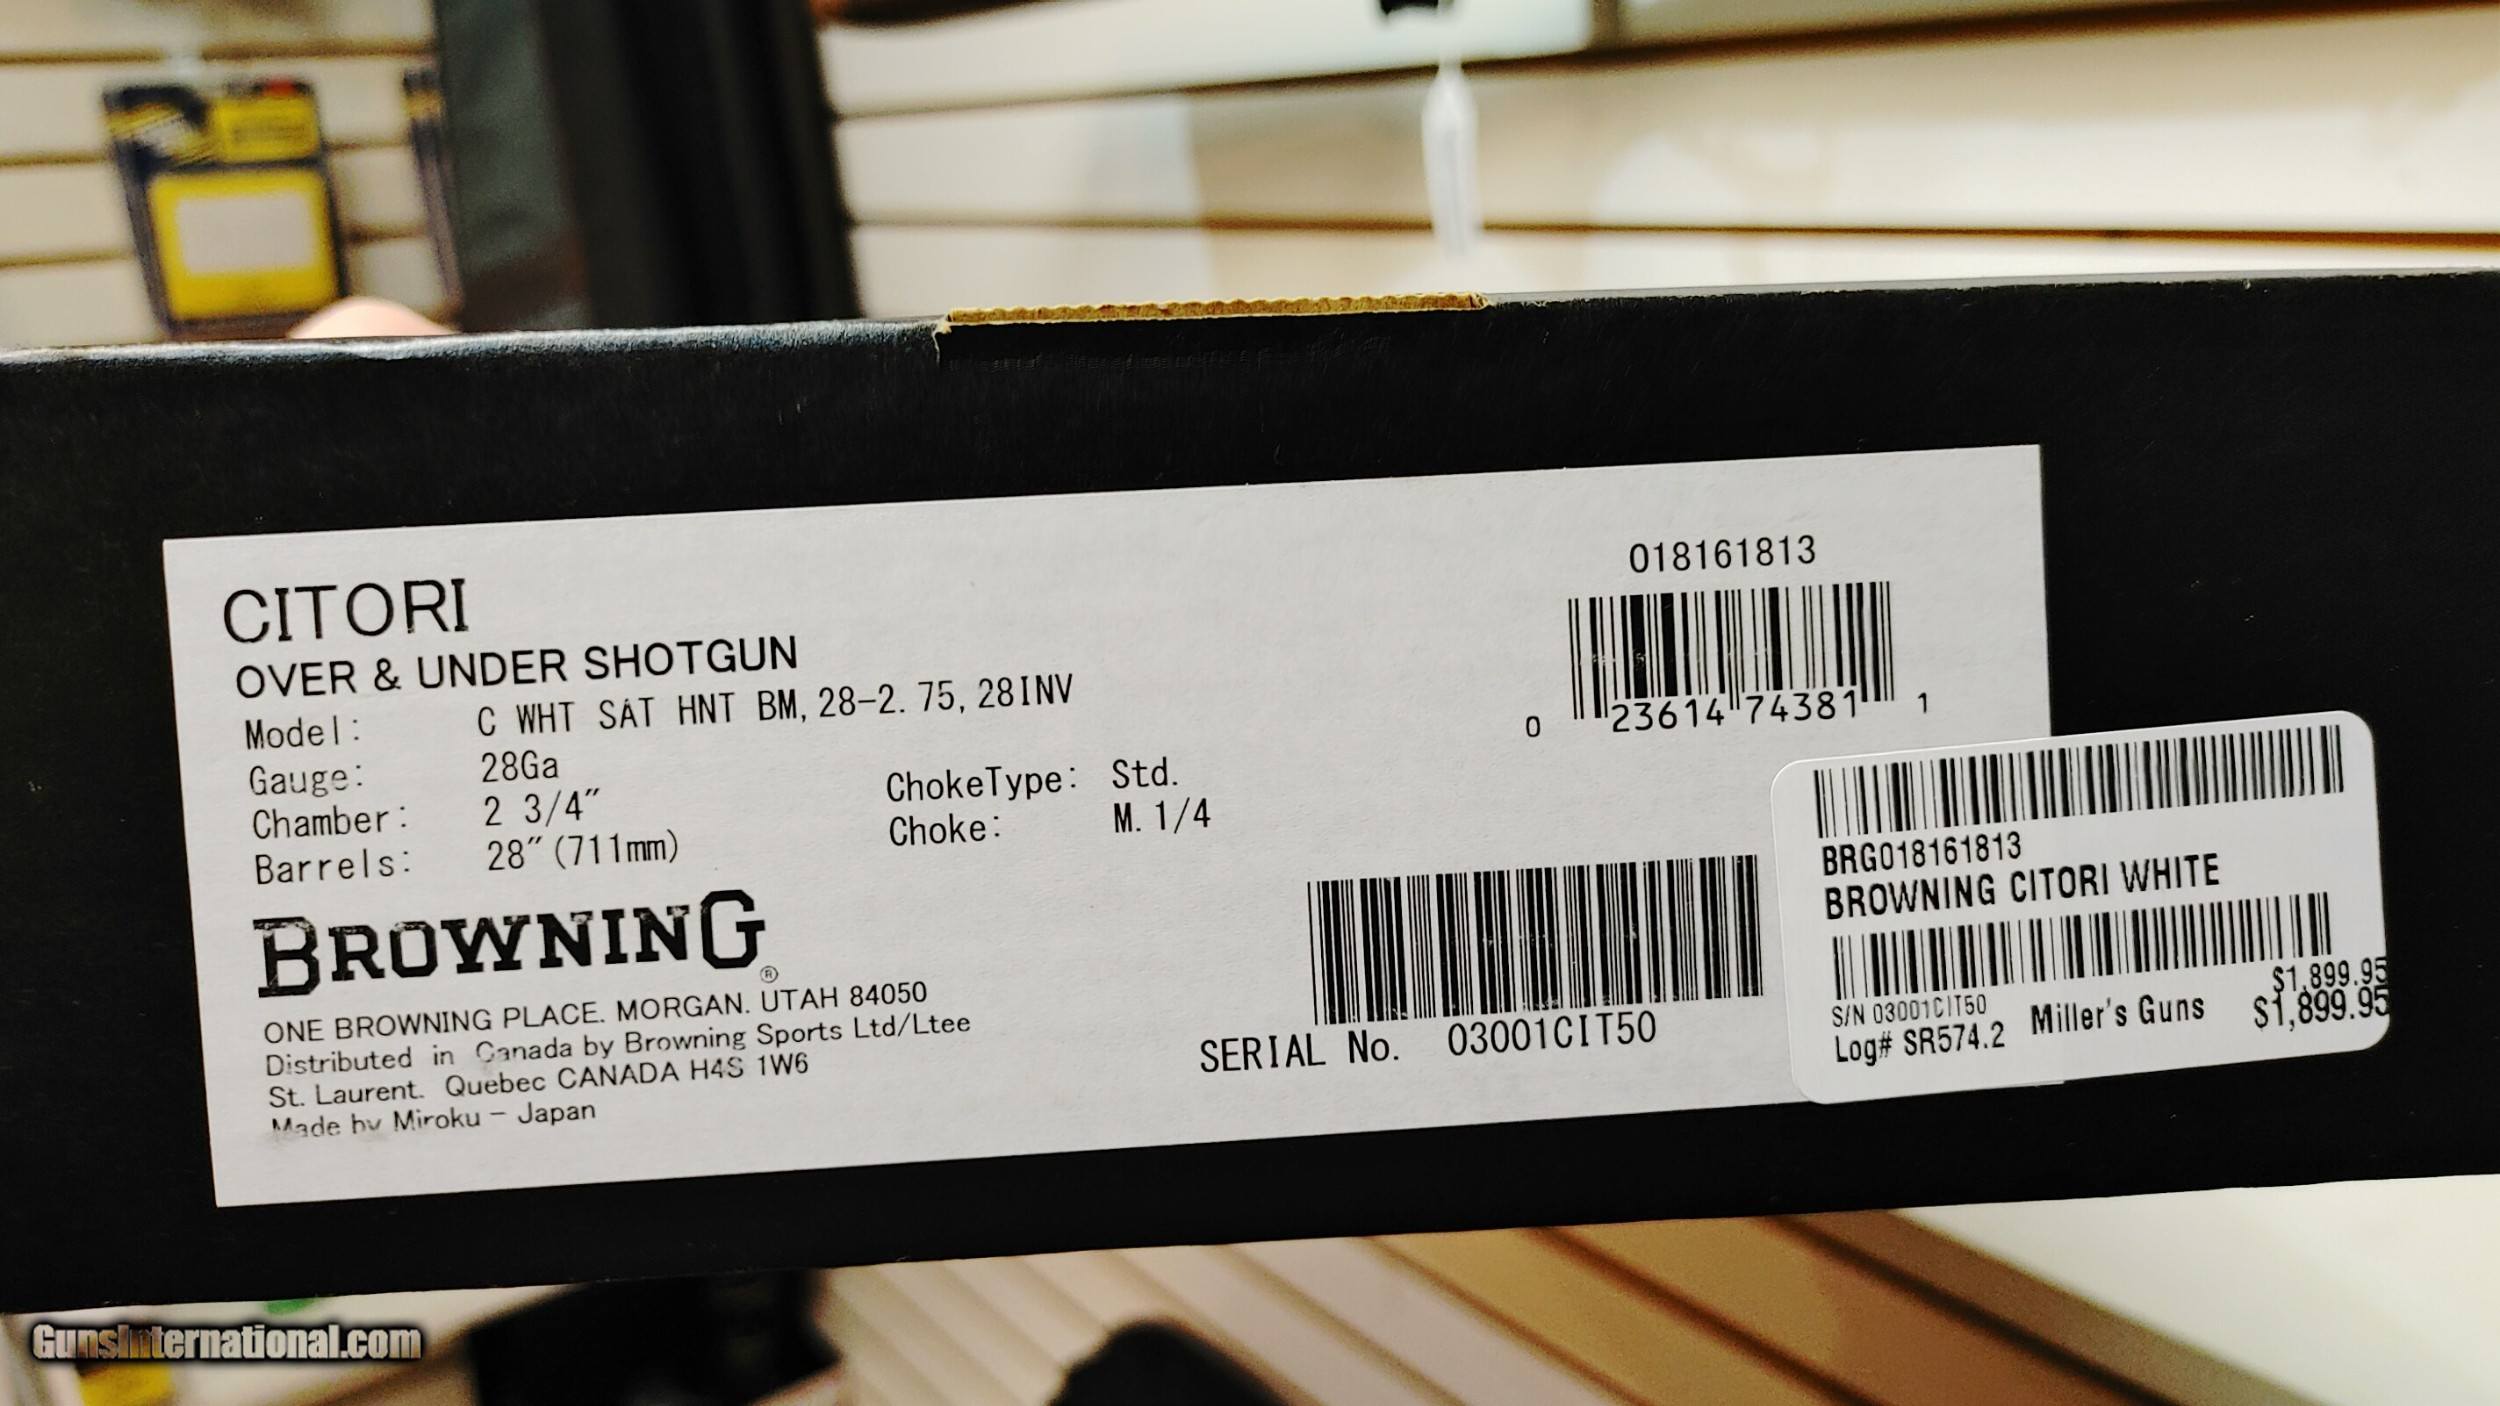 CITORI
OVER & UNDER SHOTGUN
Model: C WHT SAT HNT BM, 28-2.75, 28INV
Gauge: 28Ga
Chamber: 2 3/4"
Barrels: 28"(711mm)
ChokeType: Std.
Choke: M. 1/4
BROWNING®
ONE BROWNING PLACE. MORGAN. UTAH 84050
Distributed in Canada by Browning Sports Ltd/Ltee
St. Laurent. Quebec CANADA H4S 1W6
Made by Miroku - Japan
018161813
0 23614 74381 1
SERIAL No. 03001CIT50
BRG018161813
BROWNING CITORI WHITE
$1,899.95
S/N 03001CIT50
Log# SR574.2 Miller's Guns $1,899.95
GunsInternational.com